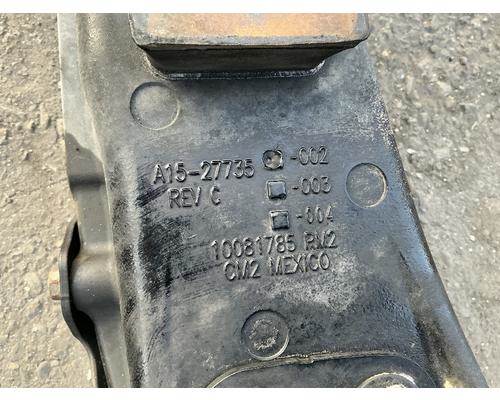 A15-27735 -002
REV C -003
-004
10081785 RM2
CM2 MEXICO